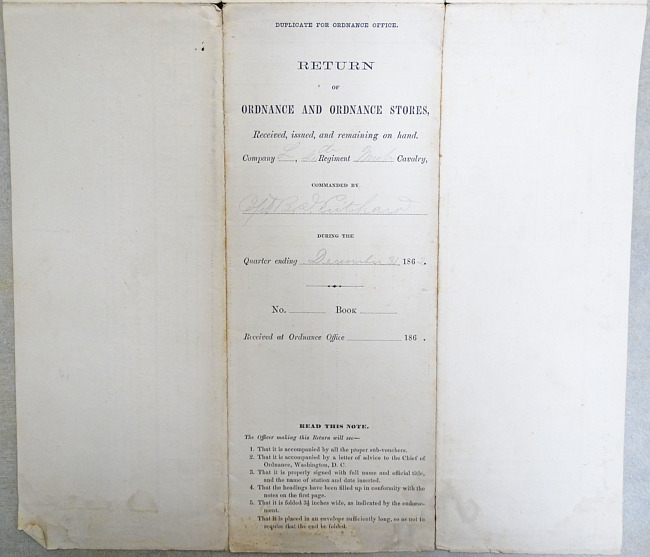 DUPLICATE FOR ORDNANCE OFFICE.
RETURN
OF
ORDNANCE AND ORDNANCE STORES,
Received, issued, and remaining on hand.
Company L, Regiment Mich Cavalry,
COMMANDED BY
Capt B. D. Pritchard
DURING THE
Quarter ending December 31 186 .
No. Book
Received at Ordnance Office 186 .
READ THIS NOTE.
The Officer making this Return will see—
1. That it is accompanied by all the proper sub-vouchers.
2. That it is accompanied by a letter of advice to the Chief of
Ordnance, Washington, D. C.
3. That it is properly signed with full name and official title,
and the name of station and date inserted.
4. That the headings have been filled up in conformity with the
notes on the first page.
5. That it is folded 3½ inches wide, as indicated by the endorse-
ment.
That it is placed in an envelope sufficiently long, so as not to
require that the end be folded.